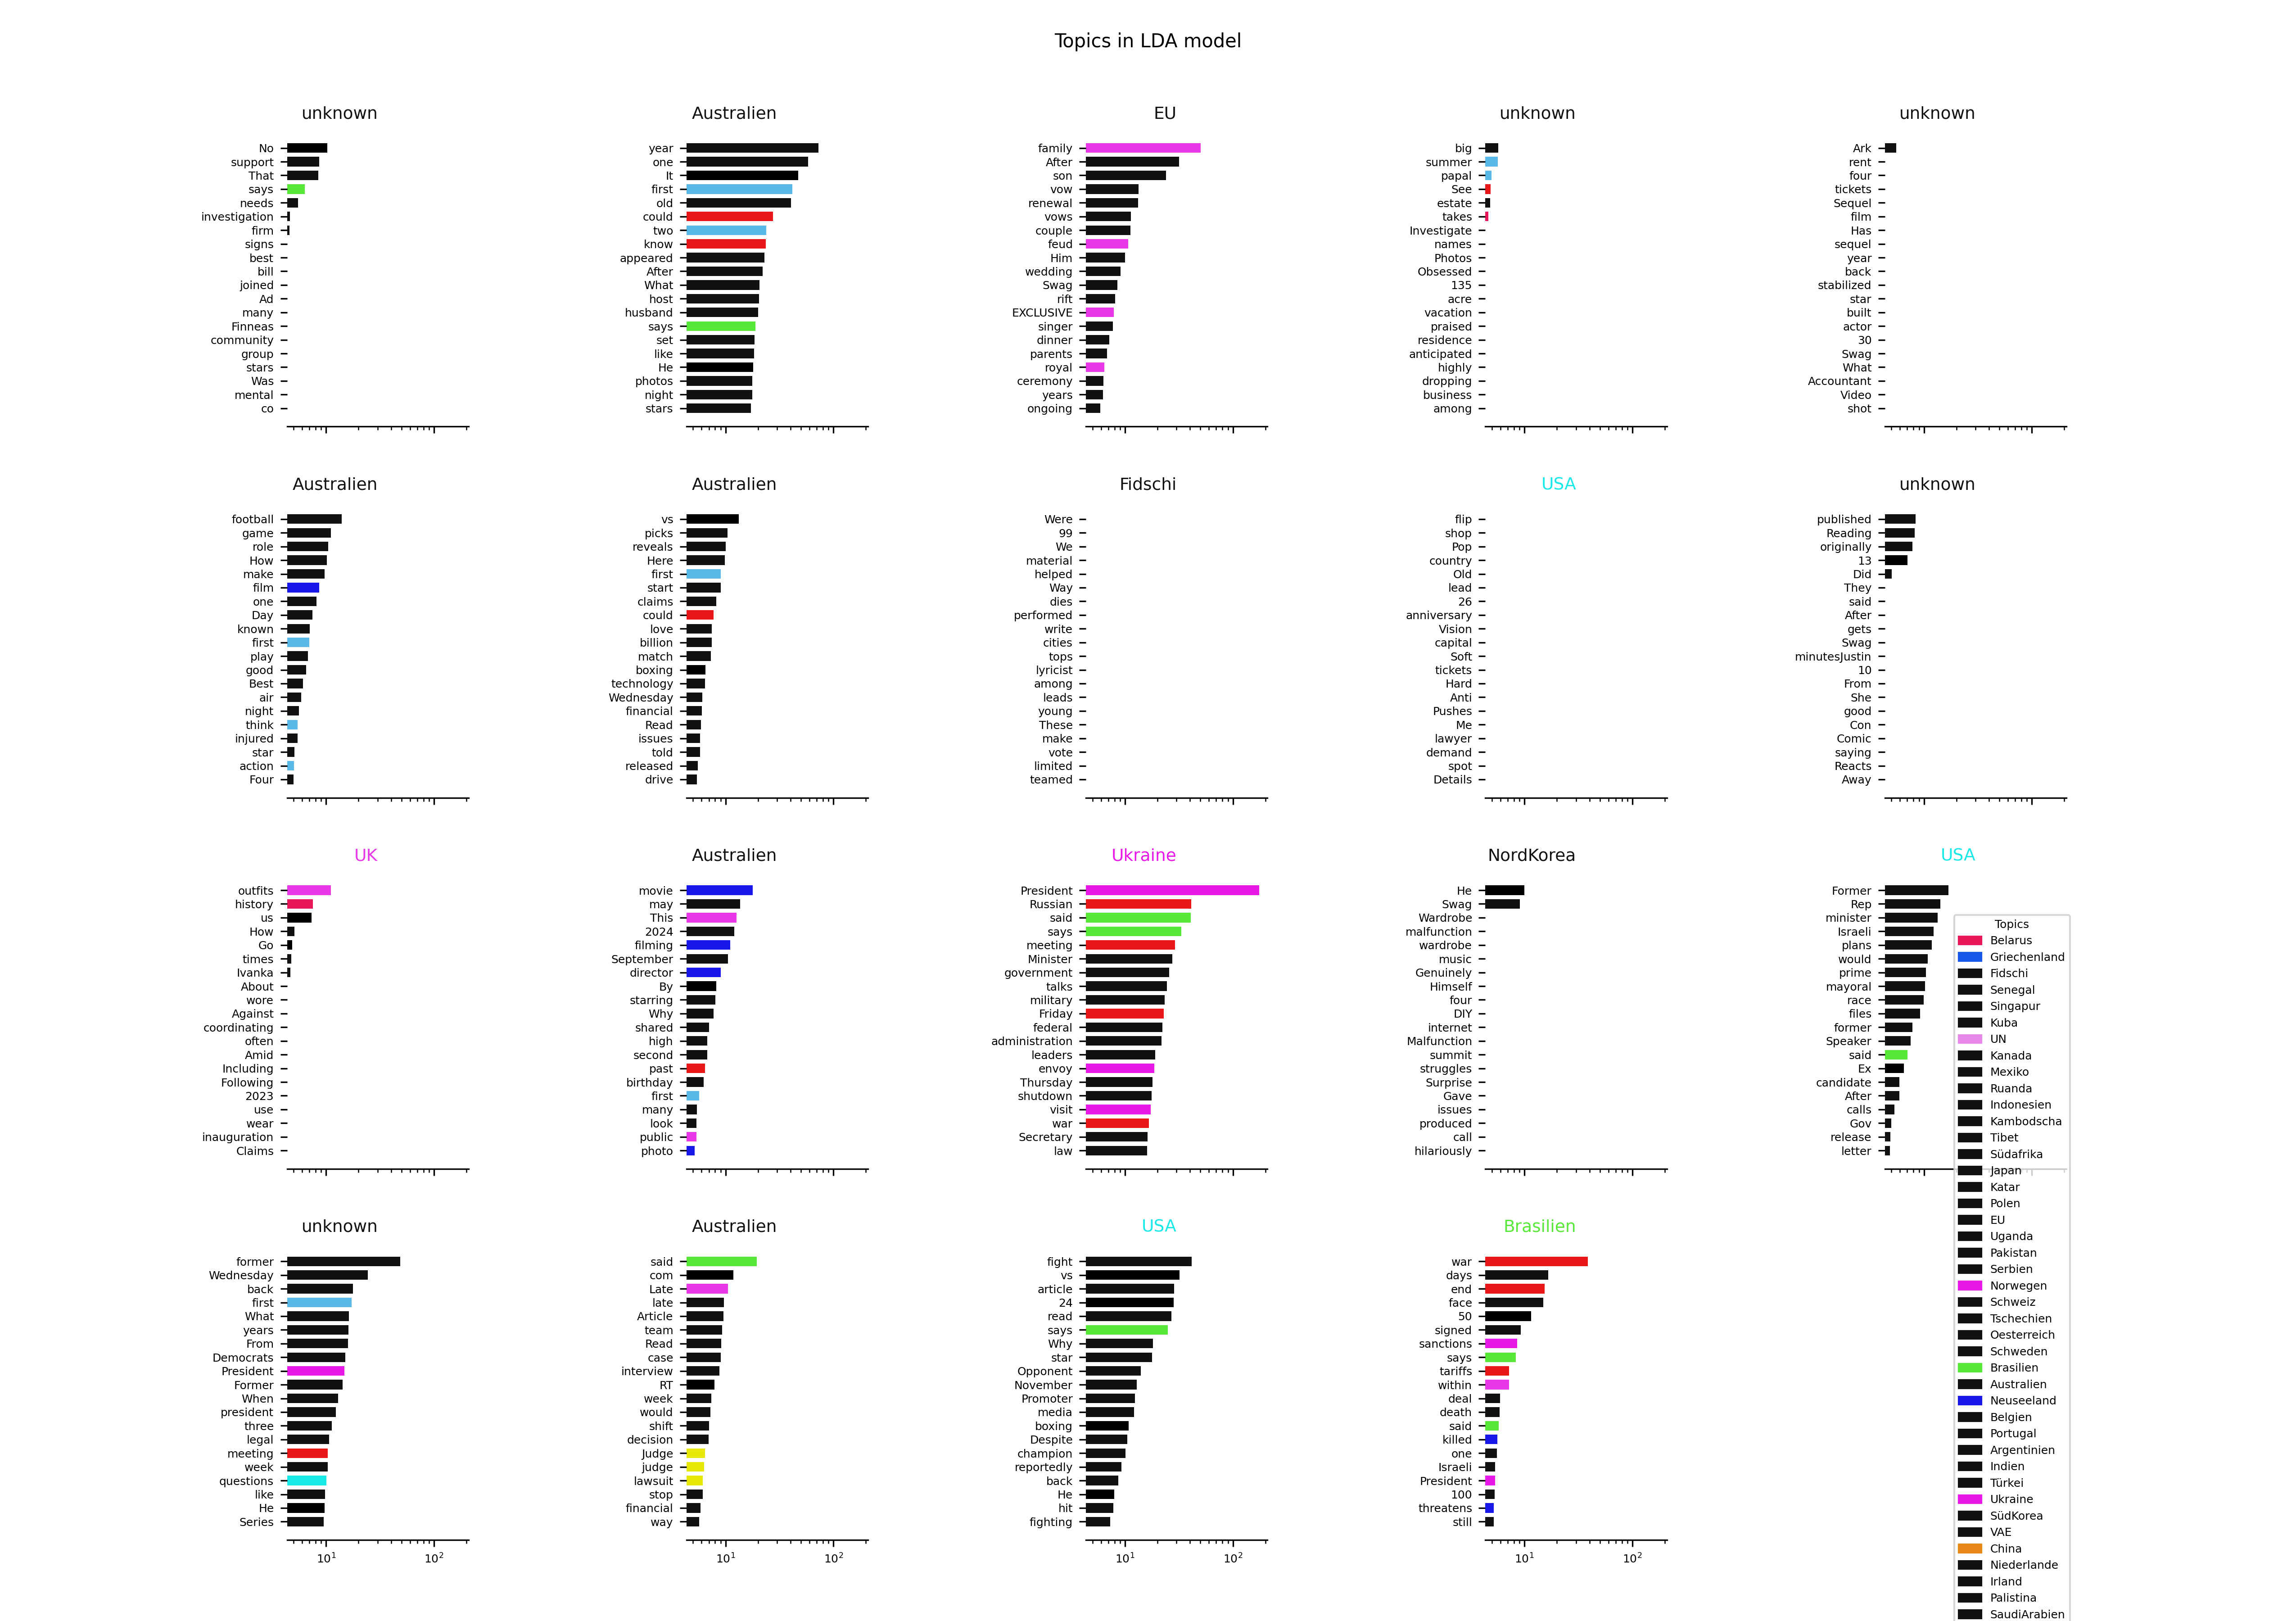 Topics in LDA model
unknown
No
support
That
says
needs
investigation
firm
signs
best
bill
joined
Ad
many
Finneas
community
group
stars
Was
mental
co
Australien
year
one
It
first
old
could
two
know
appeared
After
What
host
husband
says
set
like
He
photos
night
stars
EU
family
After
son
vow
renewal
vows
couple
feud
Him
wedding
Swag
rift
EXCLUSIVE
singer
dinner
parents
royal
ceremony
years
ongoing
unknown
big
summer
papal
See
estate
takes
Investigate
names
Photos
Obsessed
135
acre
vacation
praised
residence
anticipated
highly
dropping
business
among
unknown
Ark
rent
four
tickets
Sequel
film
Has
sequel
year
back
stabilized
star
built
actor
30
Swag
What
Accountant
Video
shot
Australien
football
game
role
How
make
film
one
Day
known
first
play
good
Best
air
night
think
injured
star
action
Four
Australien
vs
picks
reveals
Here
first
start
claims
could
love
billion
match
boxing
technology
Wednesday
financial
Read
issues
told
released
drive
Fidschi
Were
99
We
material
helped
Way
dies
performed
write
cities
tops
lyricist
among
leads
young
These
make
vote
limited
teamed
USA
flip
shop
Pop
country
Old
lead
26
anniversary
Vision
capital
Soft
tickets
Hard
Anti
Pushes
Me
lawyer
demand
spot
Details
unknown
published
Reading
originally
13
Did
They
said
After
gets
Swag
minutesJustin
10
From
She
good
Con
Comic
saying
Reacts
Away
UK
outfits
history
us
How
Go
times
Ivanka
About
wore
Against
coordinating
often
Amid
Including
Following
2023
use
wear
inauguration
Claims
Australien
movie
may
This
2024
filming
September
director
By
starring
Why
shared
high
second
past
birthday
first
many
look
public
photo
Ukraine
President
Russian
said
says
meeting
Minister
government
talks
military
Friday
federal
administration
leaders
envoy
Thursday
shutdown
visit
war
Secretary
law
NordKorea
He
Swag
Wardrobe
malfunction
wardrobe
music
Genuinely
Himself
four
DIY
internet
Malfunction
summit
struggles
Surprise
Gave
issues
produced
call
hilariously
USA
Former
Rep
minister
Israeli
plans
would
prime
mayoral
race
files
former
Speaker
said
Ex
candidate
After
calls
Gov
release
letter
unknown
former
Wednesday
back
first
What
years
From
Democrats
President
Former
When
president
three
legal
meeting
week
questions
like
He
Series
10¹ 10²
Australien
said
com
Late
late
Article
team
Read
case
interview
RT
week
would
shift
decision
Judge
judge
lawsuit
stop
financial
way
10¹ 10²
USA
fight
vs
article
24
read
says
Why
star
Opponent
November
Promoter
media
boxing
Despite
champion
reportedly
back
He
hit
fighting
10¹ 10²
Brasilien
war
days
end
face
50
signed
sanctions
says
tariffs
within
deal
death
said
killed
one
Israeli
President
100
threatens
still
10¹ 10²
Topics
Belarus
Griechenland
Fidschi
Senegal
Singapur
Kuba
UN
Kanada
Mexiko
Ruanda
Indonesien
Kambodscha
Tibet
Südafrika
Japan
Katar
Polen
EU
Uganda
Pakistan
Serbien
Norwegen
Schweiz
Tschechien
Oesterreich
Schweden
Brasilien
Australien
Neuseeland
Belgien
Portugal
Argentinien
Indien
Türkei
Ukraine
SüdKorea
VAE
China
Niederlande
Irland
Palistina
SaudiArabien